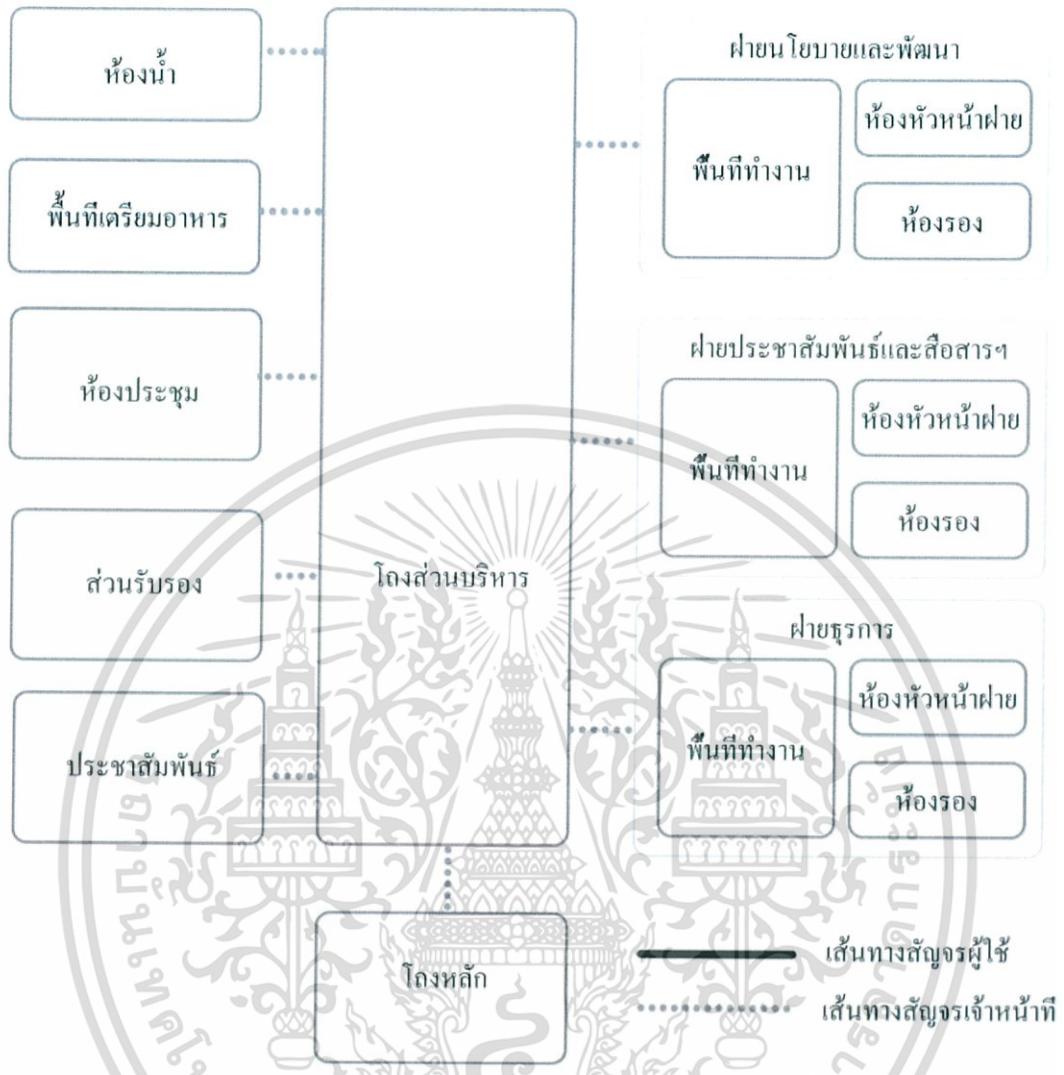 ห้องน้ำ
พื้นที่เตรียมอาหาร
ห้องประชุม
ส่วนรับรอง
ประชาสัมพันธ์
โถงส่วนบริหาร
โถงหลัก
ฝ่ายนโยบายและพัฒนา
พื้นที่ทำงาน
ห้องหัวหน้าฝ่าย
ห้องรอง
ฝ่ายประชาสัมพันธ์และสื่อสารฯ
พื้นที่ทำงาน
ห้องหัวหน้าฝ่าย
ห้องรอง
ฝ่ายธุรการ
พื้นที่ทำงาน
ห้องหัวหน้าฝ่าย
ห้องรอง
เส้นทางสัญจรผู้ใช้
เส้นทางสัญจรเจ้าหน้าที่